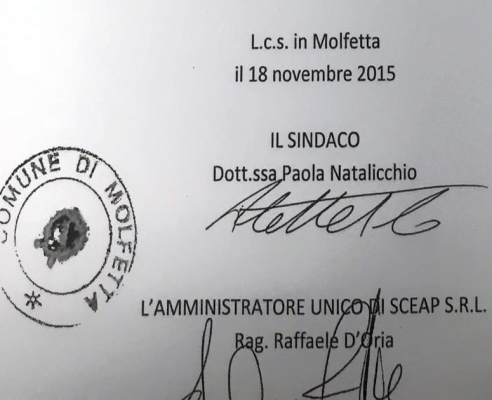 L.c.s. in Molfetta
il 18 novembre 2015
IL SINDACO
Dott.ssa Paola Natalicchio
COMUNE DI MOLFETTA
L'AMMINISTRATORE UNICO DI SCEAP S.R.L.
Rag. Raffaele D'Oria